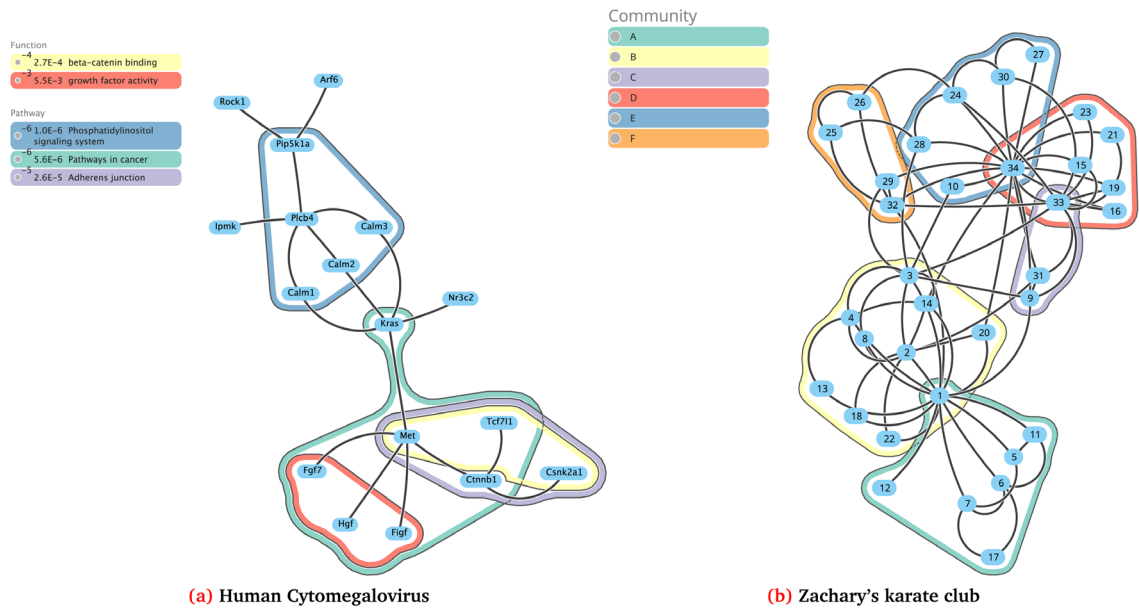 Function
-4
2.7E-4 beta-catenin binding
-3
5.5E-3 growth factor activity
Pathway
-6
1.0E-6 Phosphatidylinositol
signaling system
-6
5.6E-6 Pathways in cancer
-5
2.6E-5 Adherens junction
Arf6
Rock1
Pip5k1a
Plcb4
Ipmk
Calm3
Calm2
Calm1
Nr3c2
Kras
Tcf7l1
Met
Fgf7
Ctnnb1
Csnk2a1
Hgf
Figf
(a) Human Cytomegalovirus
Community
A
B
C
D
E
F
27
30
24
26
23
25
21
28
15
34
29
10
19
32
33
16
3
31
9
14
4
20
8
2
13
1
18
22
11
5
12
6
7
17
(b) Zachary's karate club